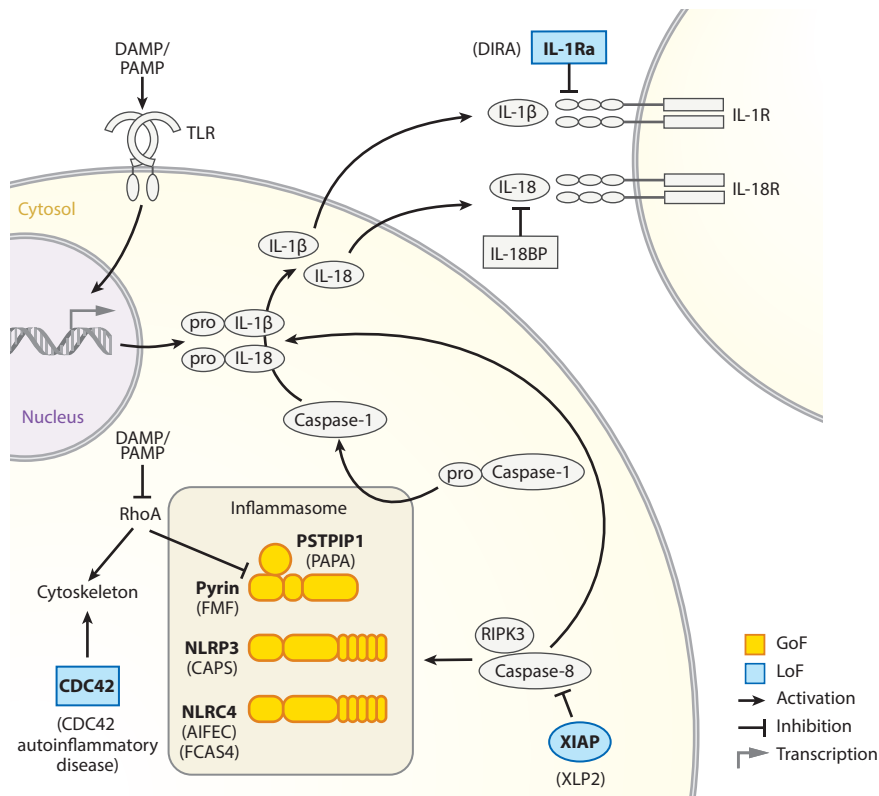 DAMP/
PAMP
TLR
Cytosol
Nucleus
(DIRA)
IL-1Ra
IL-1β
IL-1R
IL-18
IL-18R
IL-18BP
IL-1β
IL-18
pro
IL-1β
pro
IL-18
Caspase-1
pro
Caspase-1
DAMP/
PAMP
RhoA
Cytoskeleton
CDC42
(CDC42
autoinflammatory
disease)
Inflammasome
PSTPIP1
(PAPA)
Pyrin
(FMF)
NLRP3
(CAPS)
NLRC4
(AIFEC)
(FCAS4)
RIPK3
Caspase-8
XIAP
(XLP2)
GoF
LoF
Activation
Inhibition
Transcription